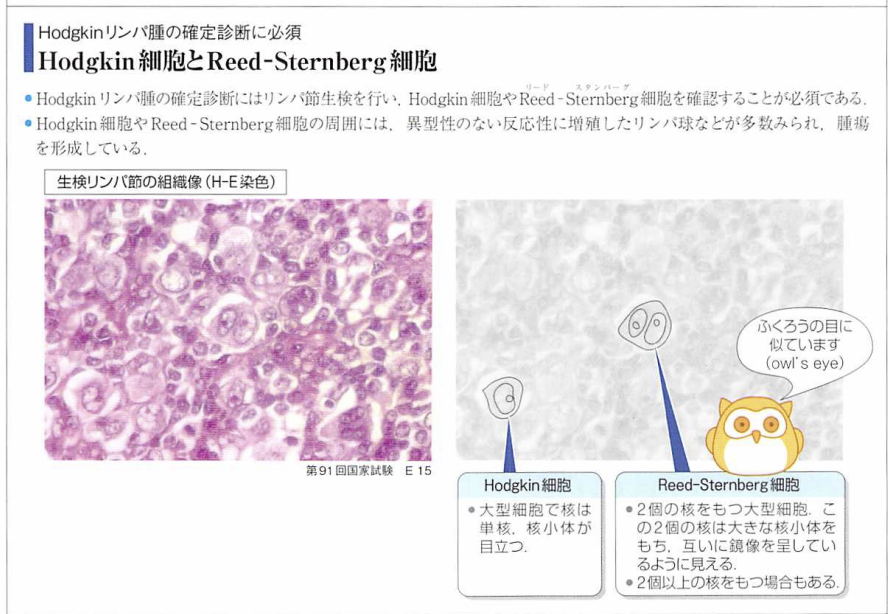 Hodgkinリンパ腫の確定診断に必須
Hodgkin細胞とReed-Sternberg細胞
リード スタンバーグ
●Hodgkinリンパ腫の確定診断にはリンパ節生検を行い，Hodgkin細胞やReed-Sternberg細胞を確認することが必須である．
●Hodgkin細胞やReed-Sternberg細胞の周囲には，異型性のない反応性に増殖したリンパ球などが多数みられ，腫瘍
を形成している．
生検リンパ節の組織像（H-E染色）
第91回国家試験 E 15
ふくろうの目に
似ています
(owl's eye)
Hodgkin細胞
●大型細胞で核は
単核．核小体が
目立つ．
Reed-Sternberg細胞
●2個の核をもつ大型細胞．こ
の2個の核は大きな核小体を
もち，互いに鏡像を呈してい
るように見える．
●2個以上の核をもつ場合もある．